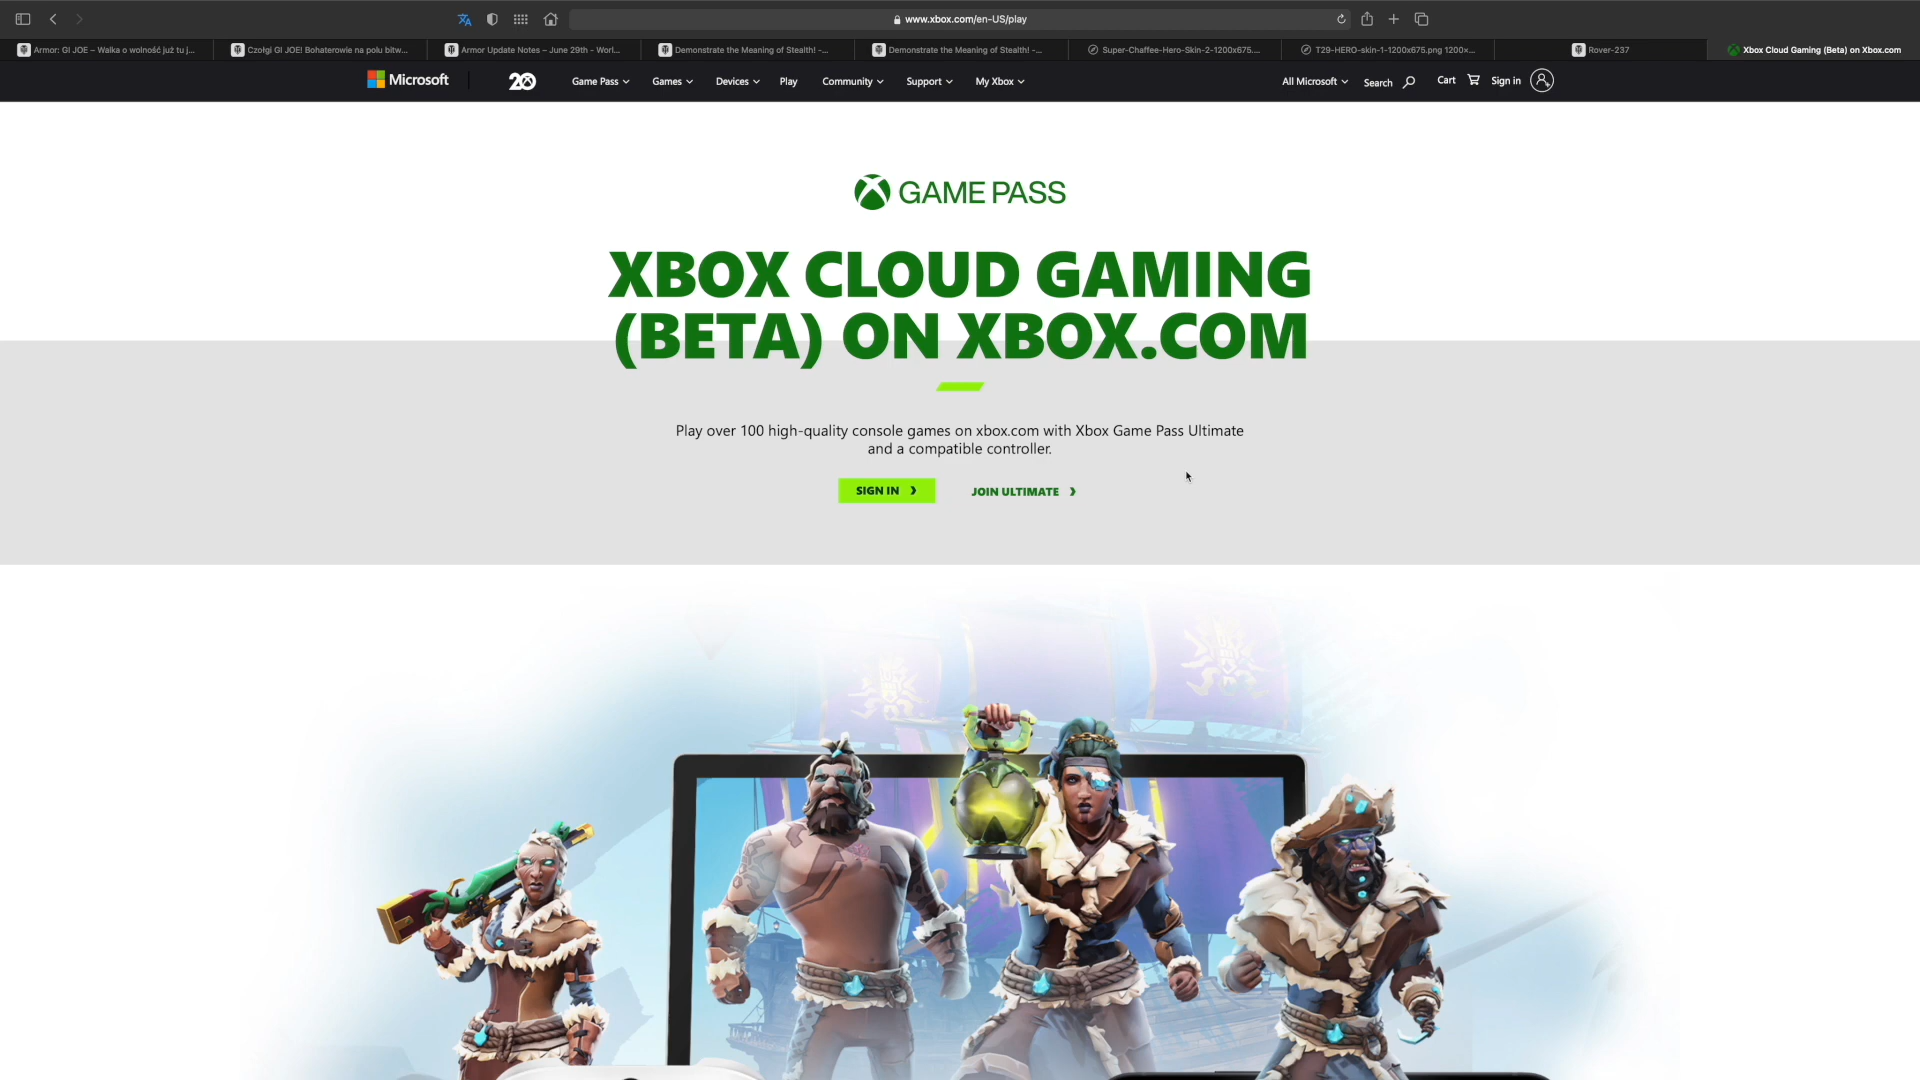 www.xbox.com/en-US/play
Armor: GI JOE – Walka o wolność już tu j...
Czołgi GI JOE! Bohaterowie na polu bitw...
Armor Update Notes – June 29th - Worl...
Demonstrate the Meaning of Stealth! -...
Demonstrate the Meaning of Stealth! -...
Super-Chaffee-Hero-Skin-2-1200x675....
T29-HERO-skin-1-1200x675.png 1200×...
Rover-237
Xbox Cloud Gaming (Beta) on Xbox.com
Microsoft
20
Game Pass
Games
Devices
Play
Community
Support
My Xbox
All Microsoft
Search
Cart
Sign in
GAME PASS
XBOX CLOUD GAMING
(BETA) ON XBOX.COM
Play over 100 high-quality console games on xbox.com with Xbox Game Pass Ultimate
and a compatible controller.
SIGN IN
JOIN ULTIMATE